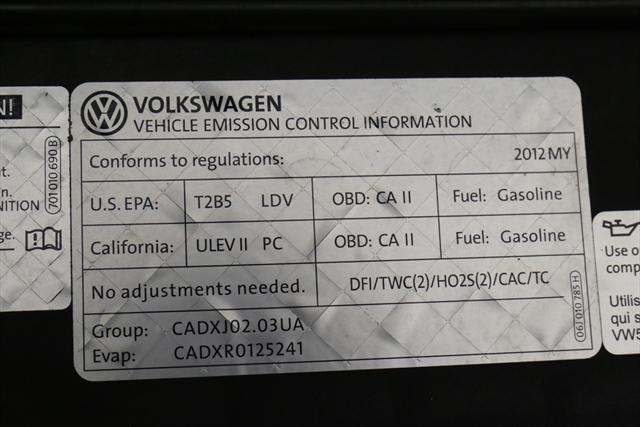 N!
t.
n.
NITION
ge.
701 010 690 B
VOLKSWAGEN
VEHICLE EMISSION CONTROL INFORMATION
Conforms to regulations: 2012 MY
U.S. EPA: T2B5 LDV OBD: CA II Fuel: Gasoline
California: ULEV II PC OBD: CA II Fuel: Gasoline
No adjustments needed. DFI/TWC(2)/HO2S(2)/CAC/TC
Group: CADXJ02.03UA
Evap: CADXR0125241
06J 010 785 H
Use o
comp
Utilis
qui s
VW5